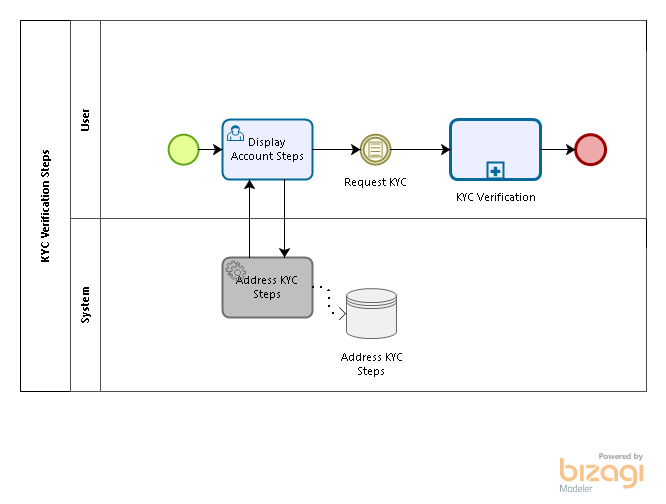 KYC Verification Steps
User
Display
Account Steps
Request KYC
KYC Verification
System
Address KYC
Steps
Address KYC
Steps
Powered by
bizagi
Modeler